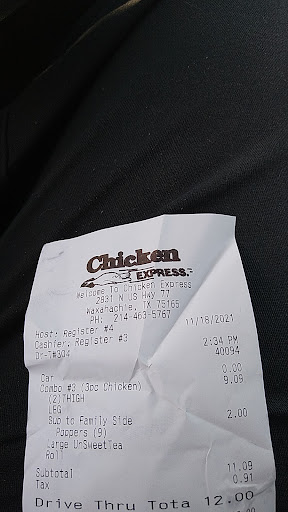 Chicken
EXPRESS
Welcome To Chicken Express
2831 N US Hwy 77
Waxahachie, TX 75165
PH: 214-463-5767
Host: Register #4 11/18/2021
Cashier: Register #3 2:34 PM
Dr-T#304 40094
Car 0.00
Combo #3 (3pc Chicken) 9.09
(2)THIGH
LEG
Sub to Family Side 2.00
Poppers (9)
Large UnSweetTea
Roll
Subtotal 11.09
Tax 0.91
Drive Thru Tota 12.00